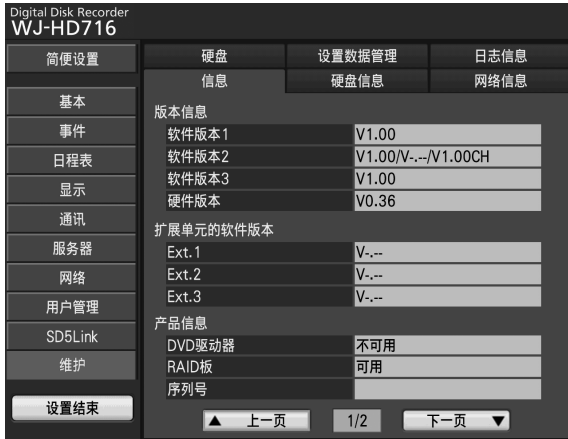 Digital Disk Recorder
WJ-HD716
简便设置
基本
事件
日程表
显示
通讯
服务器
网络
用户管理
SD5Link
维护
设置结束
硬盘 设置数据管理 日志信息
信息 硬盘信息 网络信息
版本信息
软件版本1 V1.00
软件版本2 V1.00/V-.--/V1.00CH
软件版本3 V1.00
硬件版本 V0.36
扩展单元的软件版本
Ext.1 V-.--
Ext.2 V-.--
Ext.3 V-.--
产品信息
DVD驱动器 不可用
RAID板 可用
序列号
▲ 上一页 1/2 下一页 ▼